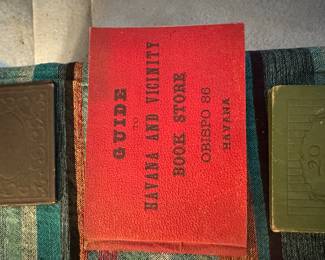 GUIDE
TO
HAVANA AND VICINITY
BOOK STORE
OBISPO 86
HAVANA